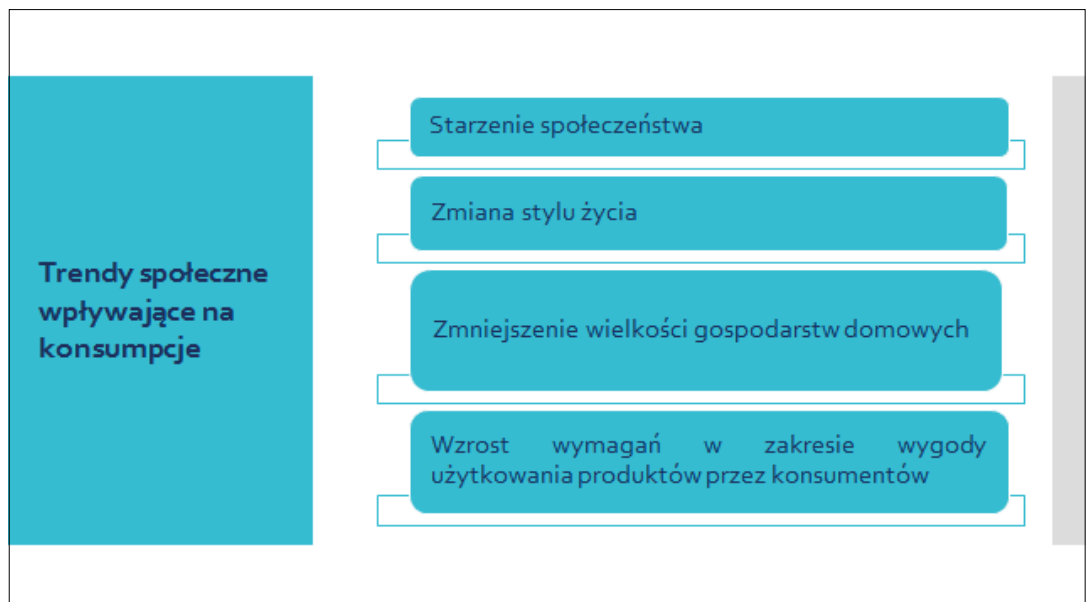 Trendy społeczne
wpływające na
konsumpcje
Starzenie społeczeństwa
Zmiana stylu życia
Zmniejszenie wielkości gospodarstw domowych
Wzrost wymagań w zakresie wygody
użytkowania produktów przez konsumentów